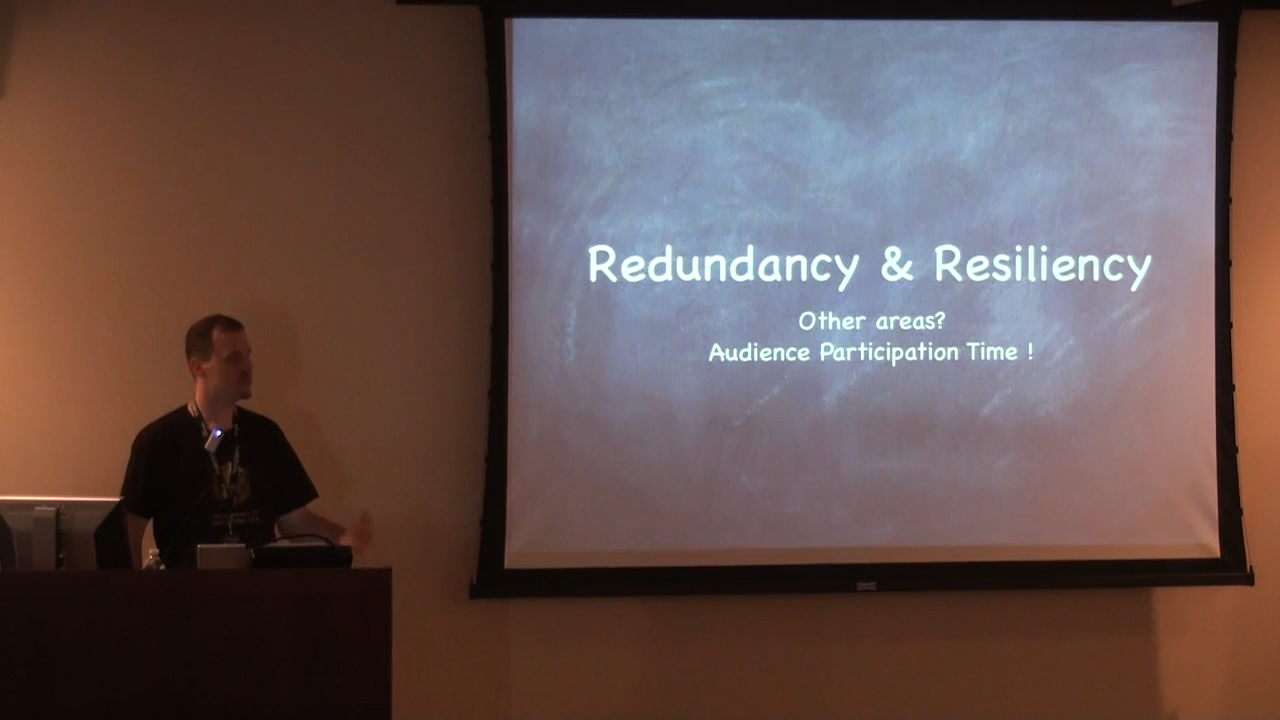 Redundancy & Resiliency
Other areas?
Audience Participation Time !